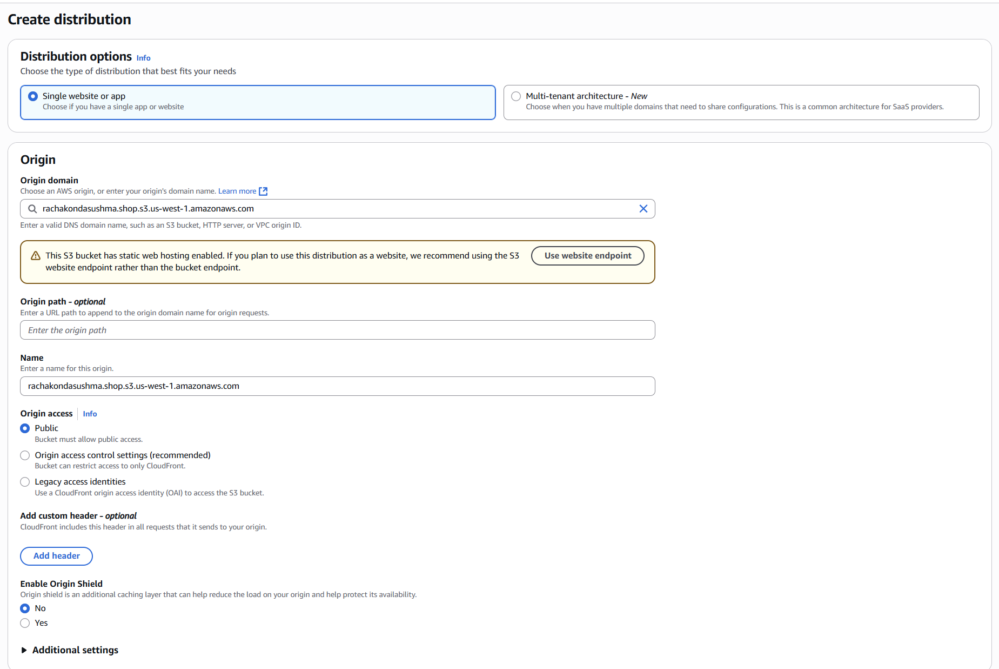 Create distribution
Distribution options Info
Choose the type of distribution that best fits your needs
Single website or app
Choose if you have a single app or website
Multi-tenant architecture - New
Choose when you have multiple domains that need to share configurations. This is a common architecture for SaaS providers.
Origin
Origin domain
Choose an AWS origin, or enter your origin's domain name. Learn more
rachakondasushma.shop.s3.us-west-1.amazonaws.com
Enter a valid DNS domain name, such as an S3 bucket, HTTP server, or VPC origin ID.
This S3 bucket has static web hosting enabled. If you plan to use this distribution as a website, we recommend using the S3
website endpoint rather than the bucket endpoint.
Use website endpoint
Origin path - optional
Enter a URL path to append to the origin domain name for origin requests.
Enter the origin path
Name
Enter a name for this origin.
rachakondasushma.shop.s3.us-west-1.amazonaws.com
Origin access Info
Public
Bucket must allow public access.
Origin access control settings (recommended)
Bucket can restrict access to only CloudFront.
Legacy access identities
Use a CloudFront origin access identity (OAI) to access the S3 bucket.
Add custom header - optional
CloudFront includes this header in all requests that it sends to your origin.
Add header
Enable Origin Shield
Origin shield is an additional caching layer that can help reduce the load on your origin and help protect its availability.
No
Yes
Additional settings